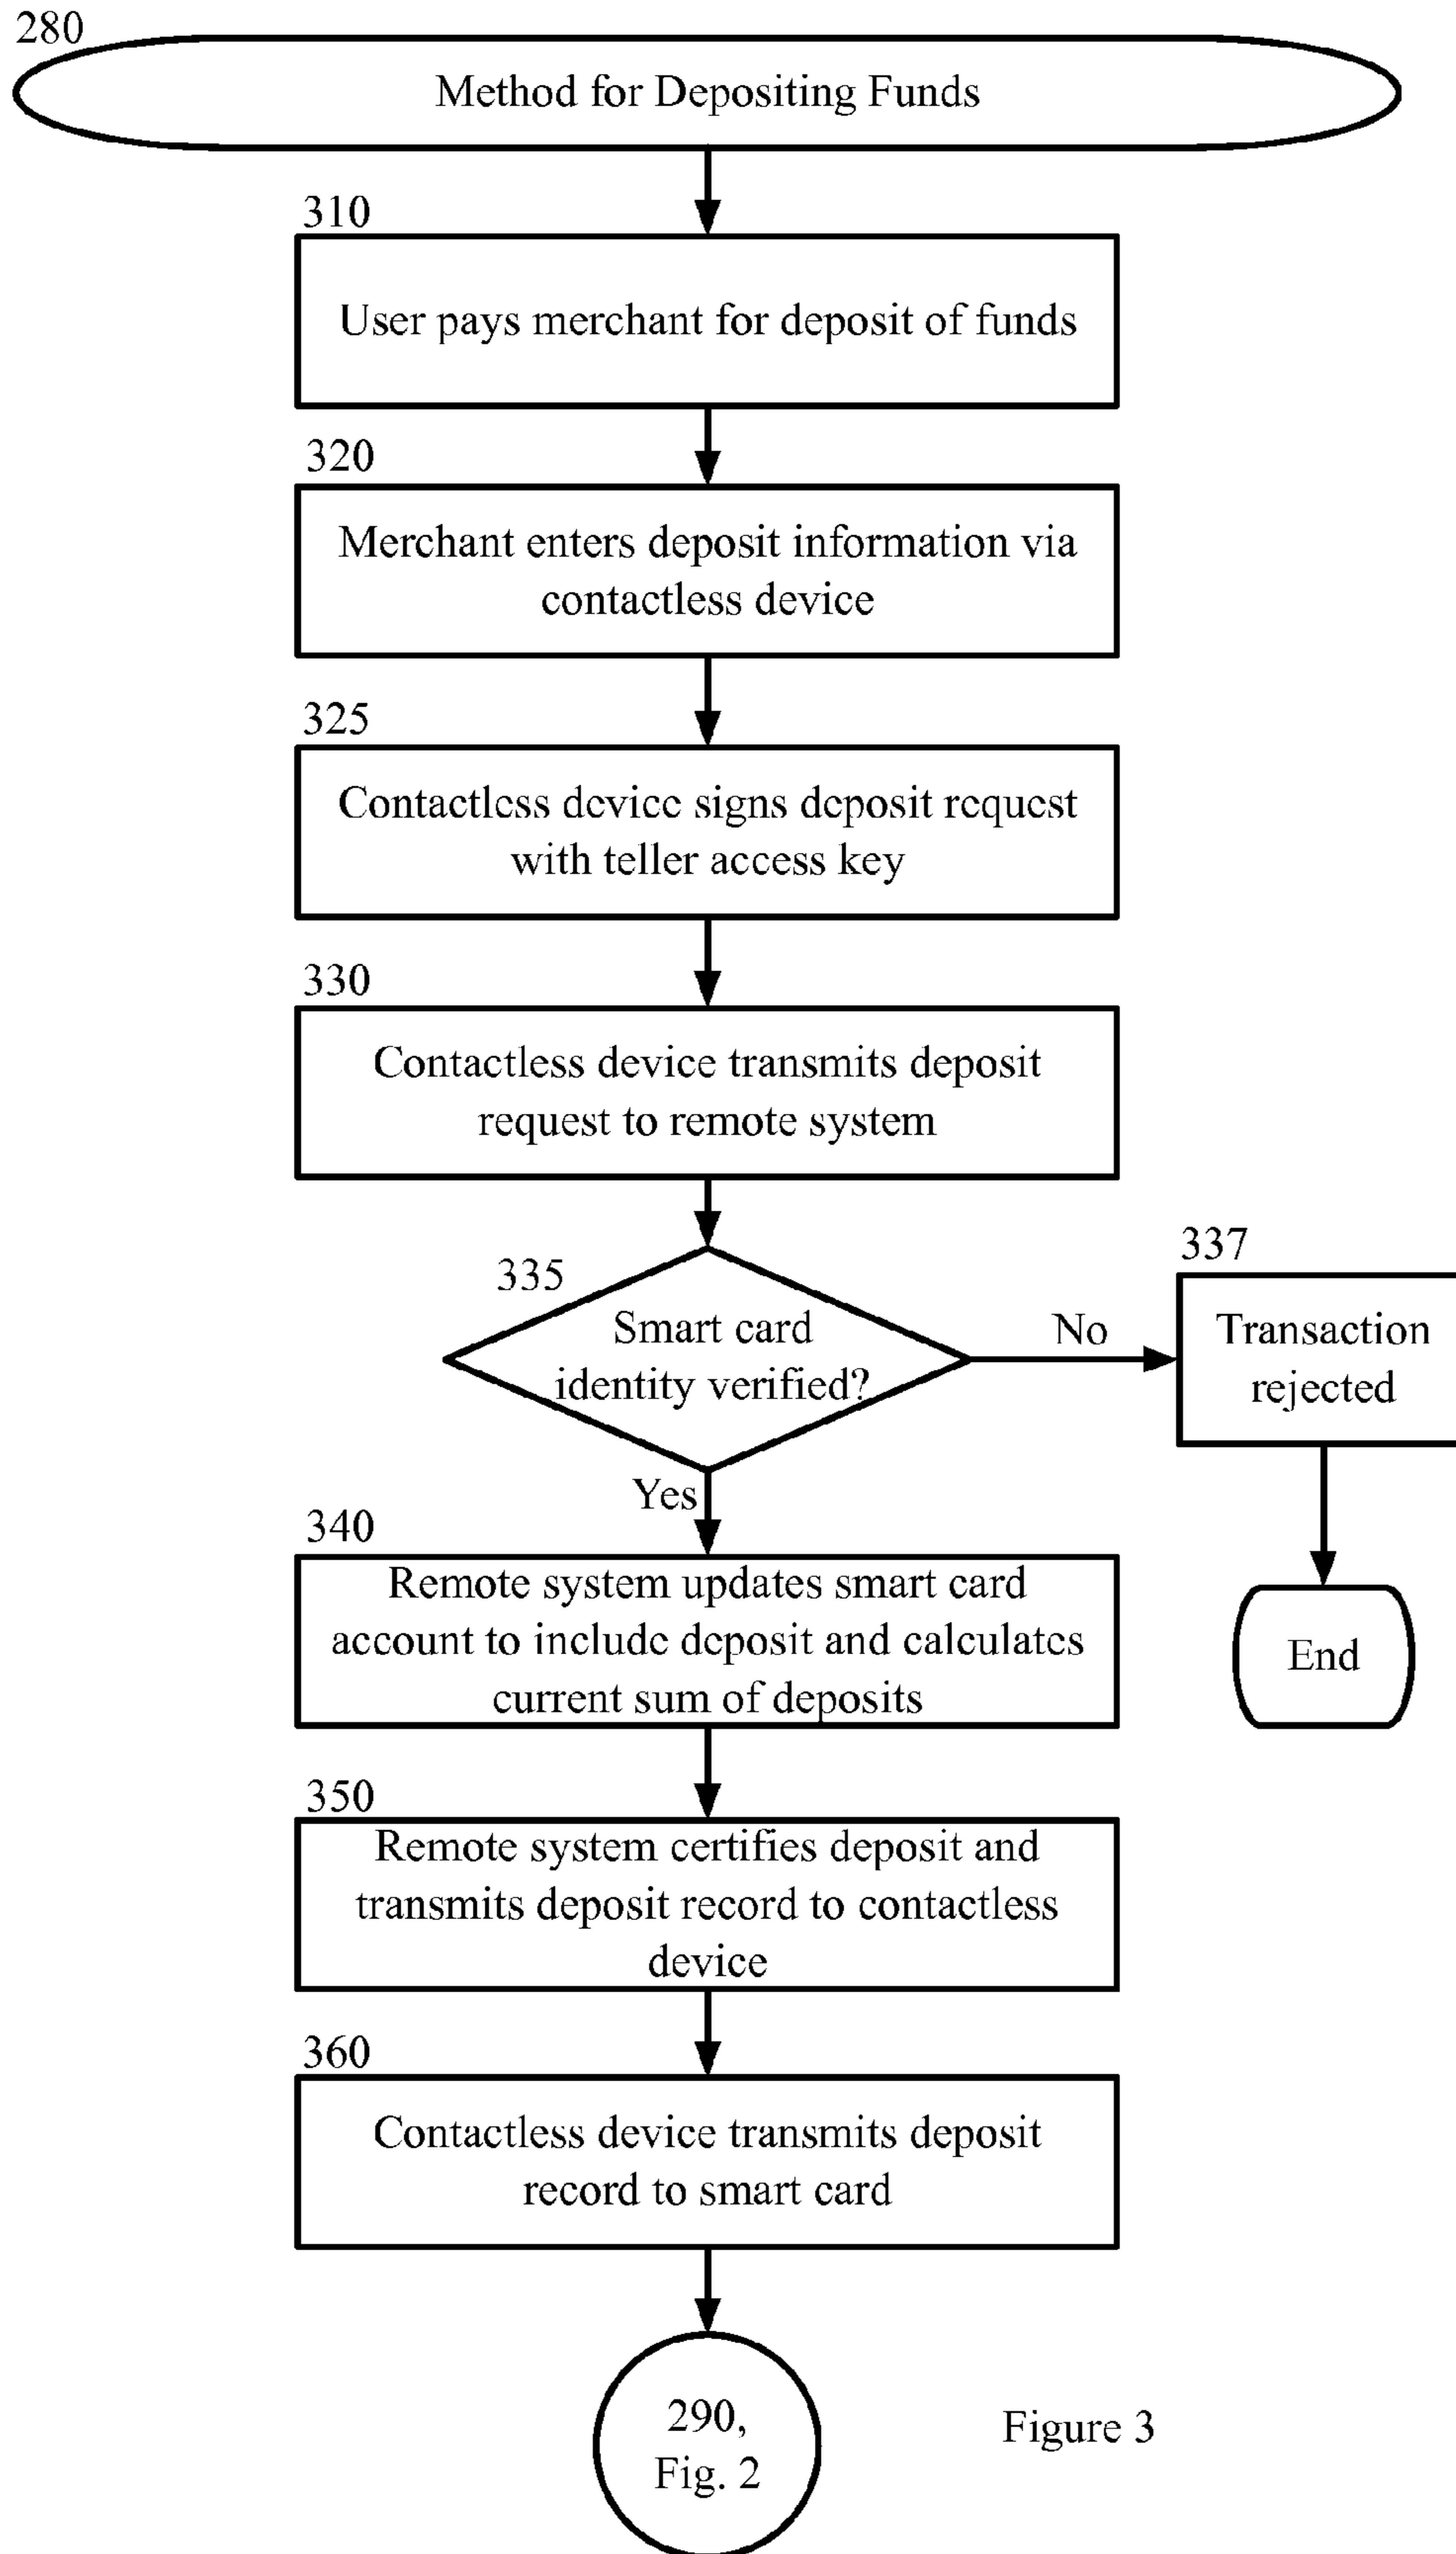 280
Method for Depositing Funds
310
User pays merchant for deposit of funds
320
Merchant enters deposit information via
contactless device
325
Contactless device signs deposit request
with teller access key
330
Contactless device transmits deposit
request to remote system
335
Smart card
identity verified?
No
337
Transaction
rejected
End
Yes
340
Remote system updates smart card
account to include deposit and calculates
current sum of deposits
350
Remote system certifies deposit and
transmits deposit record to contactless
device
360
Contactless device transmits deposit
record to smart card
290,
Fig. 2
Figure 3